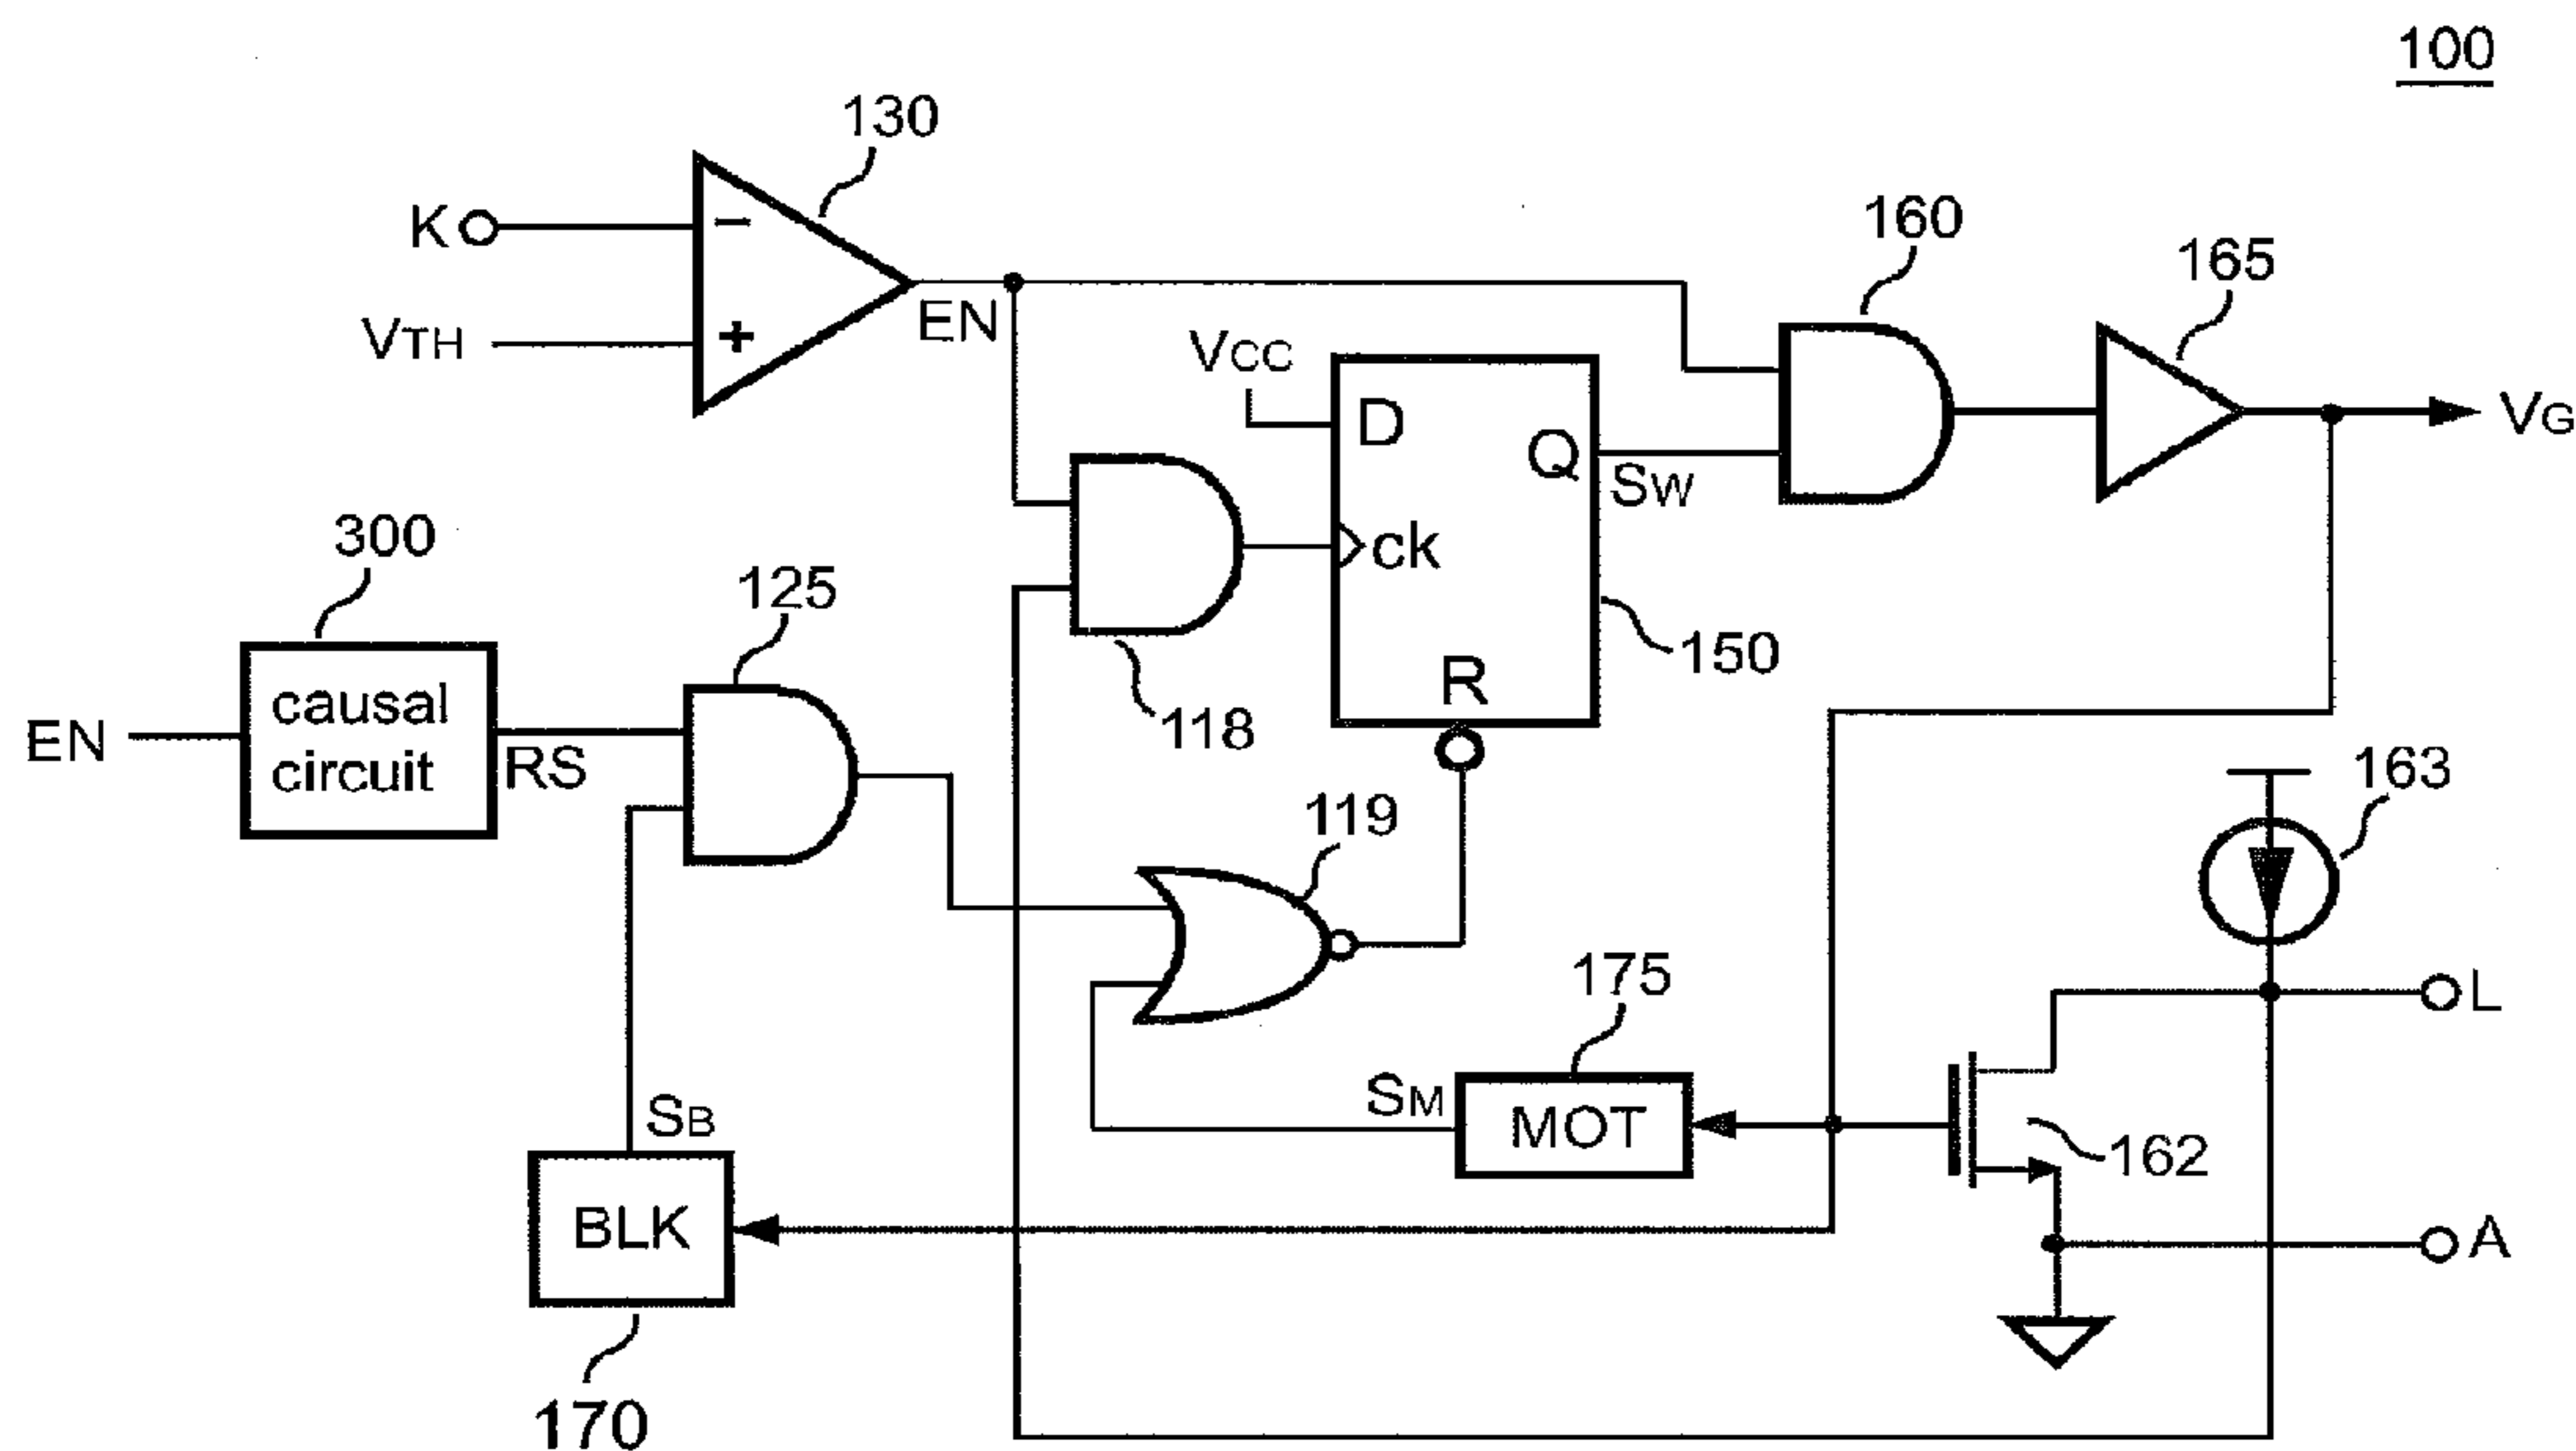 100
130
K
−
VTH
+
EN
160
165
VCC
D
Q
SW
VG
ck
R
150
118
300
125
EN
causal
circuit
RS
119
163
L
175
SM
MOT
162
SB
BLK
A
170